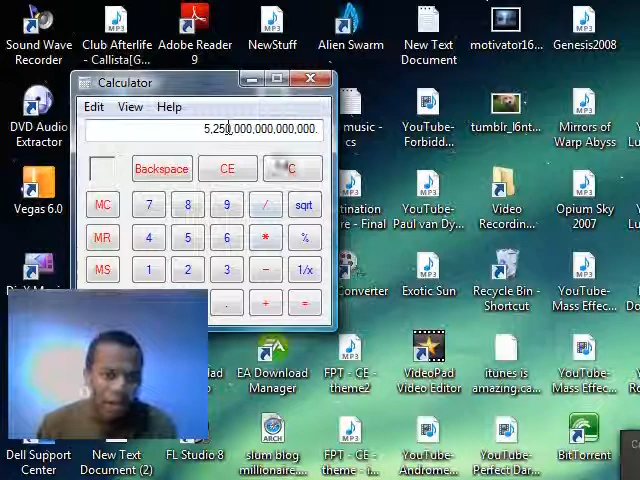 Sound Wave
Recorder
Club Afterlife
- Callista[G...
Adobe Reader
9
NewStuff
Alien Swarm
New Text
Document
motivator16...
Genesis2008
Calculator
Edit View Help
5,250,000,000,000,000.
Backspace CE C
MC 7 8 9 / sqrt
MR 4 5 6 * %
MS 1 2 3 - 1/x
. + =
DVD Audio
Extractor
music -
cs
YouTube-
Forbidd...
tumblr_l6nt...
Mirrors of
Warp Abyss
Vegas 6.0
- Final
YouTube-
Paul van Dy...
Video
Recordin...
Opium Sky
2007
Converter
Exotic Sun
Recycle Bin -
Shortcut
YouTube-
Mass Effec...
EA Download
Manager
FPT - CE -
theme2
VideoPad
Video Editor
itunes is
amazing.ca...
YouTube-
Mass Effec...
Dell Support
Center
New Text
Document (2)
FL Studio 8
ARCH
slum blog
millionaire....
FPT - CE
- theme - i...
YouTube-
Androme...
YouTube-
Perfect Dar...
BitTorrent